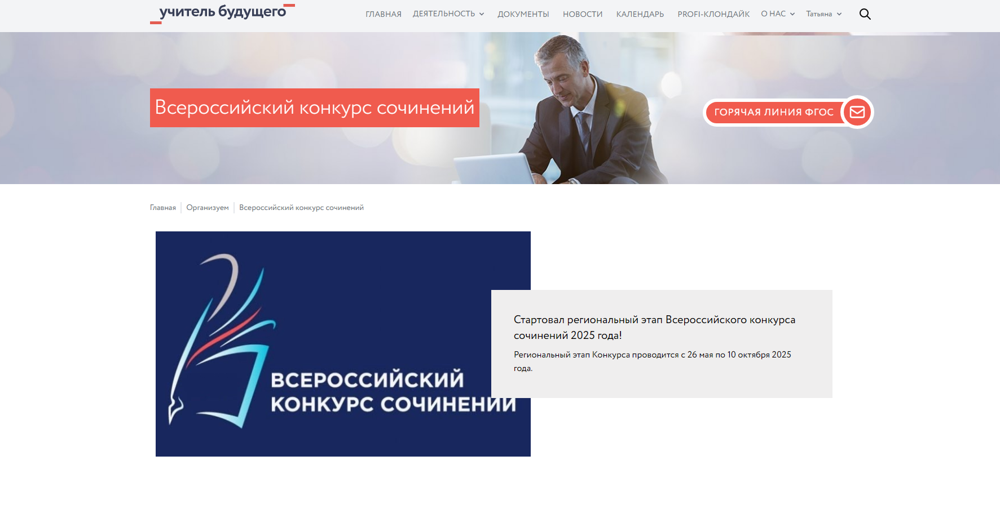 учитель будущего
ГЛАВНАЯ ДЕЯТЕЛЬНОСТЬ ДОКУМЕНТЫ НОВОСТИ КАЛЕНДАРЬ PROFI-КЛОНДАЙК О НАС Татьяна
Всероссийский конкурс сочинений
ГОРЯЧАЯ ЛИНИЯ ФГОС
Главная Организуем Всероссийский конкурс сочинений
ВСЕРОССИЙСКИЙ
КОНКУРС СОЧИНЕНИЙ
Стартовал региональный этап Всероссийского конкурса
сочинений 2025 года!
Региональный этап Конкурса проводится с 26 мая по 10 октября 2025
года.